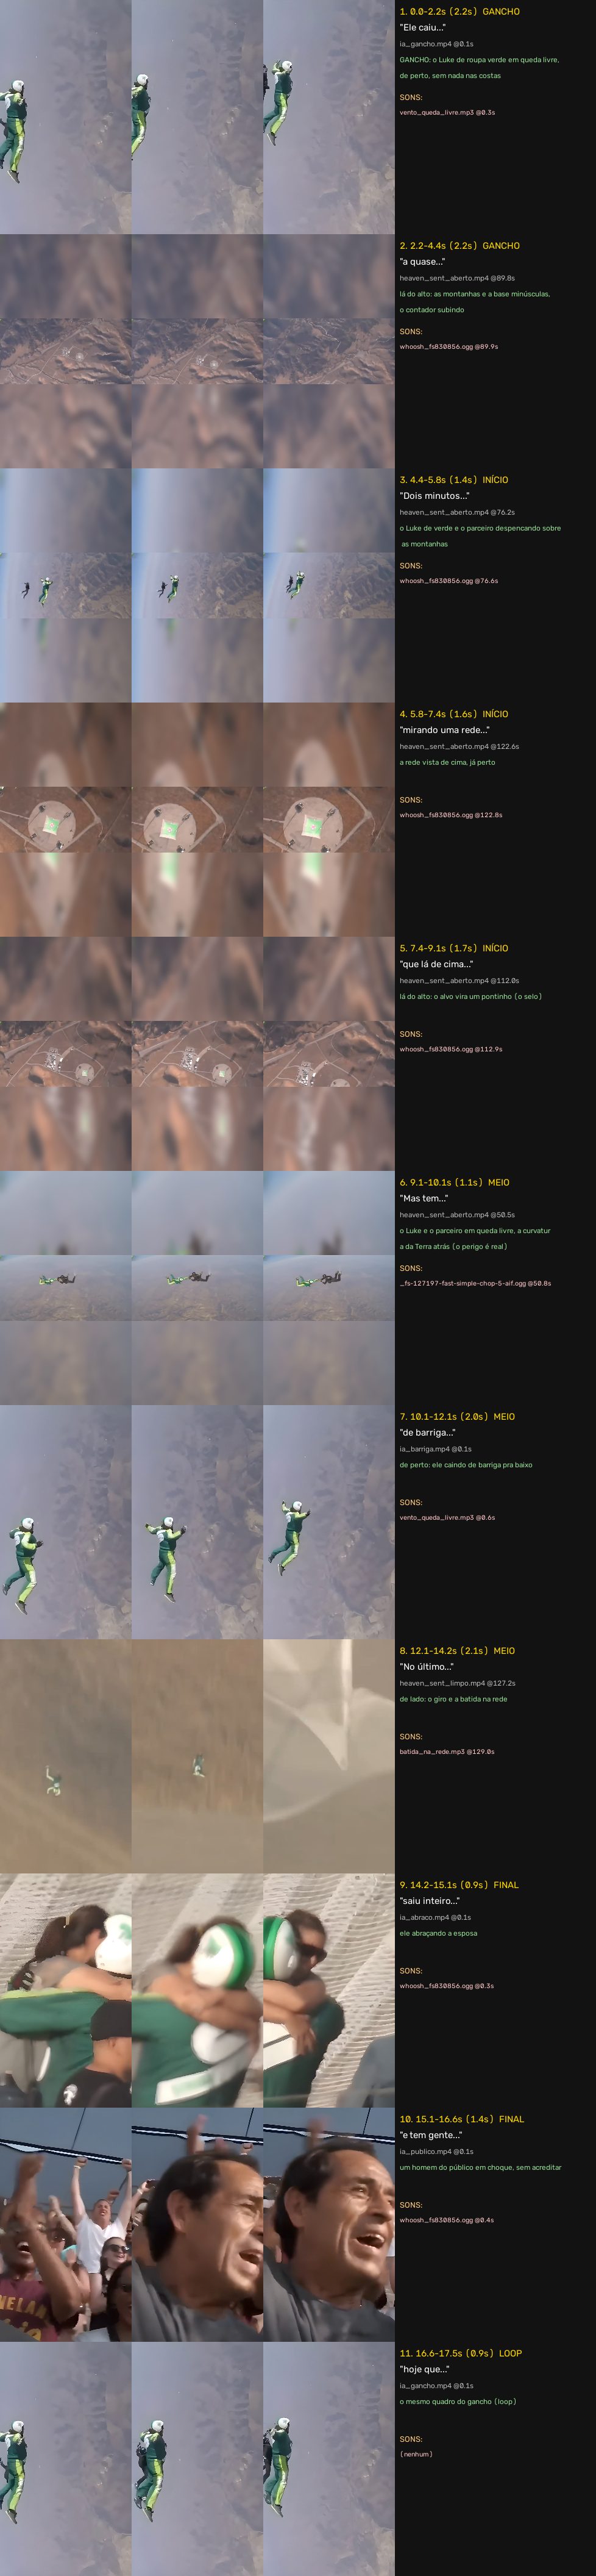 1. 0.0-2.2s (2.2s) GANCHO
"Ele caiu..."
ia_gancho.mp4 @0.1s
GANCHO: o Luke de roupa verde em queda livre,
de perto, sem nada nas costas
SONS:
vento_queda_livre.mp3 @0.3s
2. 2.2-4.4s (2.2s) GANCHO
"a quase..."
heaven_sent_aberto.mp4 @89.8s
lá do alto: as montanhas e a base minúsculas,
o contador subindo
SONS:
whoosh_fs830856.ogg @89.9s
3. 4.4-5.8s (1.4s) INÍCIO
"Dois minutos..."
heaven_sent_aberto.mp4 @76.2s
o Luke de verde e o parceiro despencando sobre
as montanhas
SONS:
whoosh_fs830856.ogg @76.6s
4. 5.8-7.4s (1.6s) INÍCIO
"mirando uma rede..."
heaven_sent_aberto.mp4 @122.6s
a rede vista de cima, já perto
SONS:
whoosh_fs830856.ogg @122.8s
5. 7.4-9.1s (1.7s) INÍCIO
"que lá de cima..."
heaven_sent_aberto.mp4 @112.0s
lá do alto: o alvo vira um pontinho (o selo)
SONS:
whoosh_fs830856.ogg @112.9s
6. 9.1-10.1s (1.1s) MEIO
"Mas tem..."
heaven_sent_aberto.mp4 @50.5s
o Luke e o parceiro em queda livre, a curvatur
a da Terra atrás (o perigo é real)
SONS:
_fs-127197-fast-simple-chop-5-aif.ogg @50.8s
7. 10.1-12.1s (2.0s) MEIO
"de barriga..."
ia_barriga.mp4 @0.1s
de perto: ele caindo de barriga pra baixo
SONS:
vento_queda_livre.mp3 @0.6s
8. 12.1-14.2s (2.1s) MEIO
"No último..."
heaven_sent_limpo.mp4 @127.2s
de lado: o giro e a batida na rede
SONS:
batida_na_rede.mp3 @129.0s
9. 14.2-15.1s (0.9s) FINAL
"saiu inteiro..."
ia_abraco.mp4 @0.1s
ele abraçando a esposa
SONS:
whoosh_fs830856.ogg @0.3s
10. 15.1-16.6s (1.4s) FINAL
"e tem gente..."
ia_publico.mp4 @0.1s
um homem do público em choque, sem acreditar
SONS:
whoosh_fs830856.ogg @0.4s
11. 16.6-17.5s (0.9s) LOOP
"hoje que..."
ia_gancho.mp4 @0.1s
o mesmo quadro do gancho (loop)
SONS:
(nenhum)